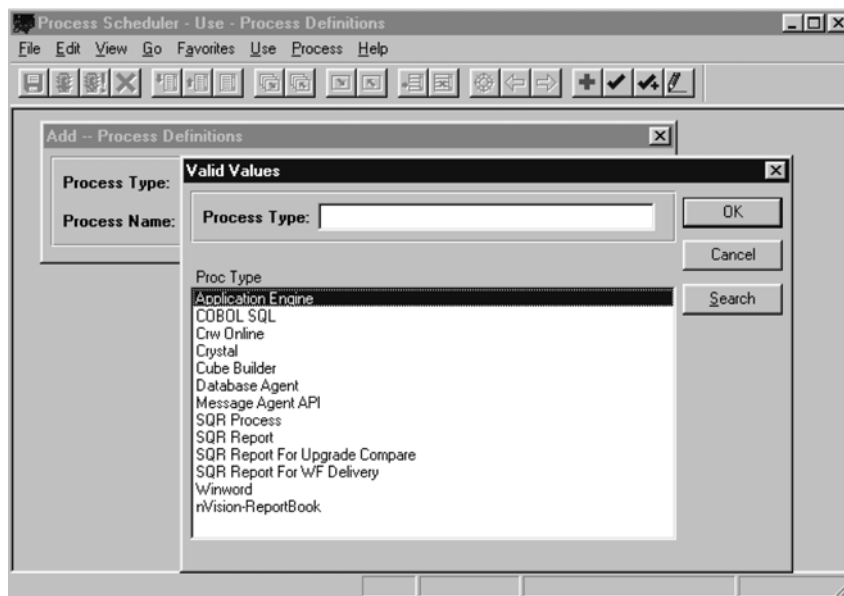 Process Scheduler - Use - Process Definitions
File Edit View Go Favorites Use Process Help
Add -- Process Definitions
Valid Values
Process Type:
Process Name:
Process Type:
OK
Cancel
Search
Proc Type
Application Engine
COBOL SQL
Crw Online
Crystal
Cube Builder
Database Agent
Message Agent API
SQR Process
SQR Report
SQR Report For Upgrade Compare
SQR Report For WF Delivery
Winword
nVision-ReportBook